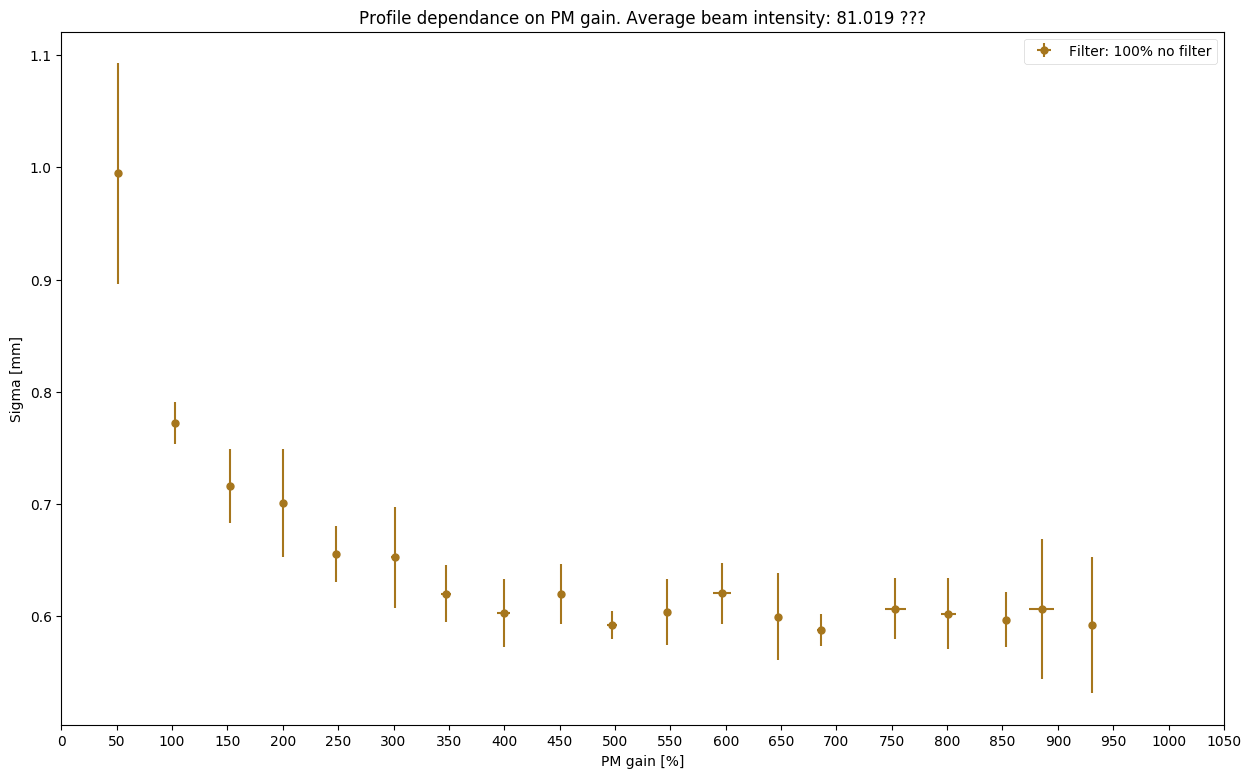 Profile dependance on PM gain. Average beam intensity: 81.019 ???
Filter: 100% no filter
1.1
1.0
0.9
0.8
0.7
0.6
Sigma [mm]
0 50 100 150 200 250 300 350 400 450 500 550 600 650 700 750 800 850 900 950 1000 1050
PM gain [%]